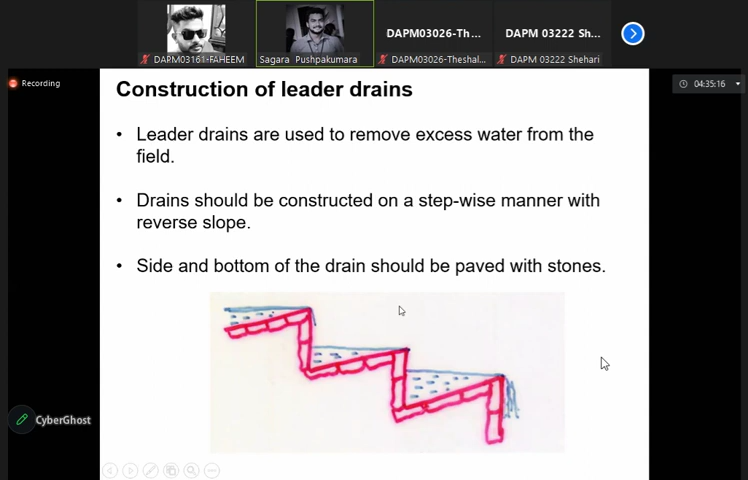 DAPM03026-Th...
DAPM 03222 Sh...
DARM03161-FAHEEM
Sagara Pushpakumara
DAPM03026-Theshal...
DAPM 03222 Shehari
Recording
04:35:16
Construction of leader drains
• Leader drains are used to remove excess water from the
field.
• Drains should be constructed on a step-wise manner with
reverse slope.
• Side and bottom of the drain should be paved with stones.
CyberGhost